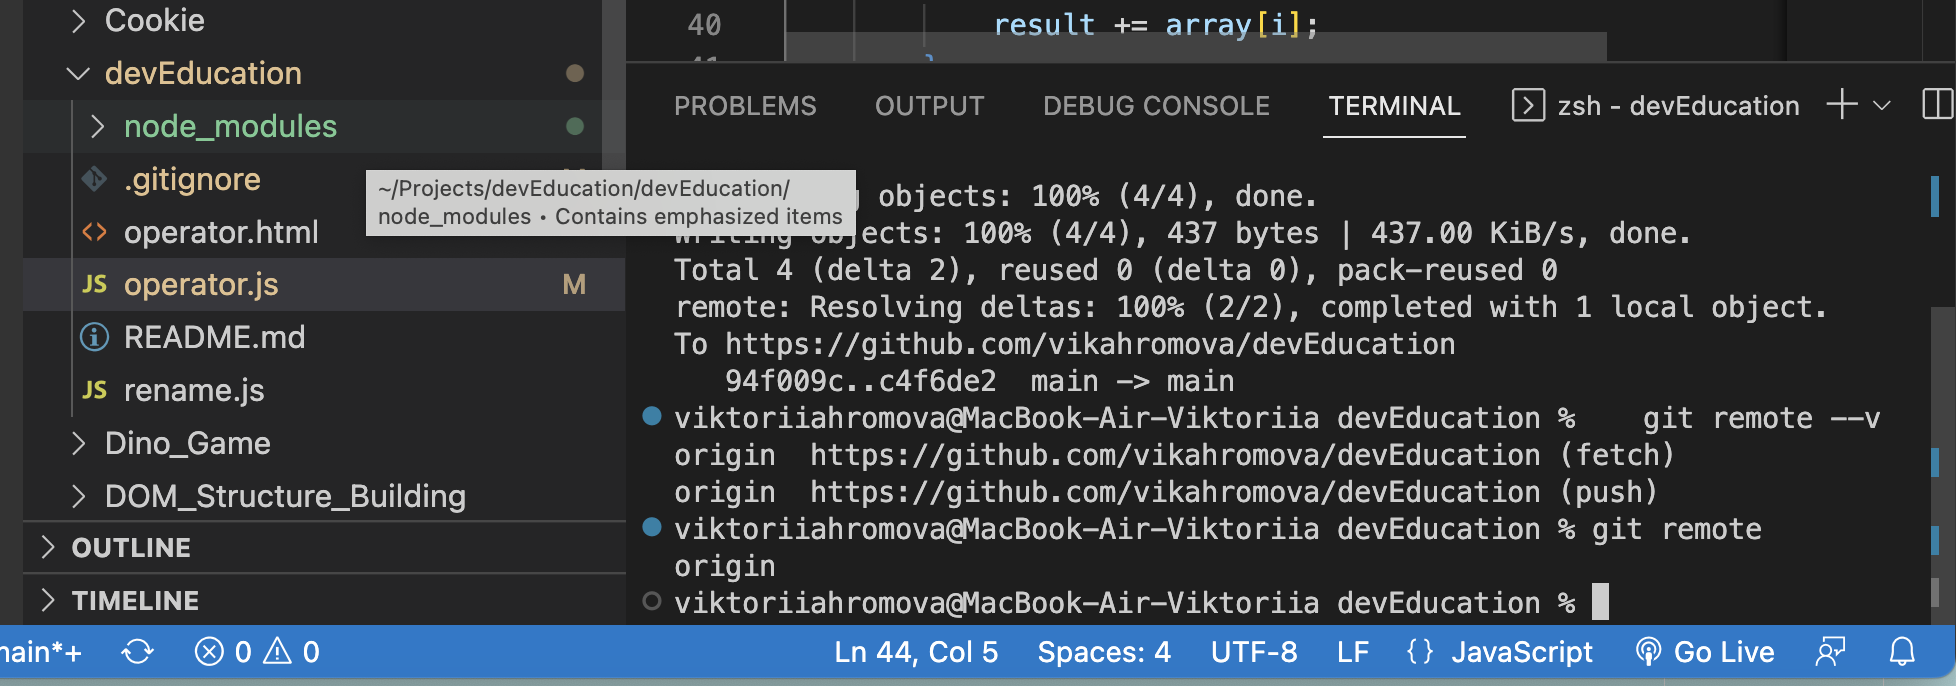 Cookie
devEducation
node_modules
.gitignore
~/Projects/devEducation/devEducation/
node_modules • Contains emphasized items
operator.html
JS operator.js M
README.md
JS rename.js
Dino_Game
DOM_Structure_Building
OUTLINE
TIMELINE
40 result += array[i];
41 }
PROBLEMS OUTPUT DEBUG CONSOLE TERMINAL zsh - devEducation
objects: 100% (4/4), done.
Writing objects: 100% (4/4), 437 bytes | 437.00 KiB/s, done.
Total 4 (delta 2), reused 0 (delta 0), pack-reused 0
remote: Resolving deltas: 100% (2/2), completed with 1 local object.
To https://github.com/vikahromova/devEducation
94f009c..c4f6de2 main -> main
viktoriiahromova@MacBook-Air-Viktoriia devEducation % git remote --v
origin https://github.com/vikahromova/devEducation (fetch)
origin https://github.com/vikahromova/devEducation (push)
viktoriiahromova@MacBook-Air-Viktoriia devEducation % git remote
origin
viktoriiahromova@MacBook-Air-Viktoriia devEducation %
main*+ 0 0 Ln 44, Col 5 Spaces: 4 UTF-8 LF {} JavaScript Go Live